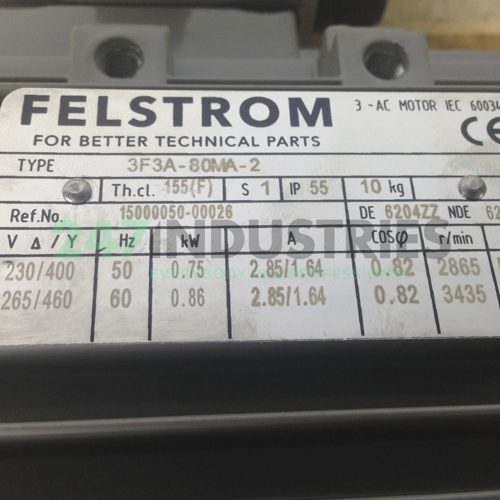 FELSTROM
3 ~AC MOTOR IEC 60034
FOR BETTER TECHNICAL PARTS
CE
TYPE 3F3A-80MA-2
Th.cl. 155(F) S 1 IP 55 10 kg
Ref.No. 15000050-00026 DE 6204ZZ NDE 62
247 INDUSTRIES
V Δ / Y Hz kW A COSφ r/min
230/400 50 0.75 2.85/1.64 0.82 2865
265/460 60 0.86 2.85/1.64 0.82 3435